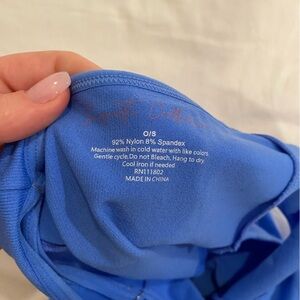 O/S
92% Nylon 8% Spandex
Machine wash in cold water with like colors
Gentle cycle. Do not Bleach. Hang to dry.
Cool iron if needed
RN111602
MADE IN CHINA